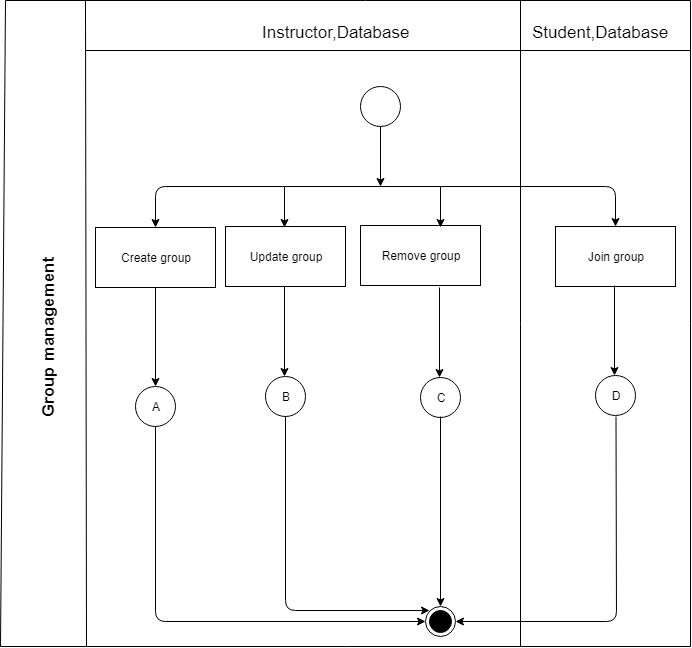 Instructor,Database
Student,Database
Group management
Create group
Update group
Remove group
Join group
A
B
C
D